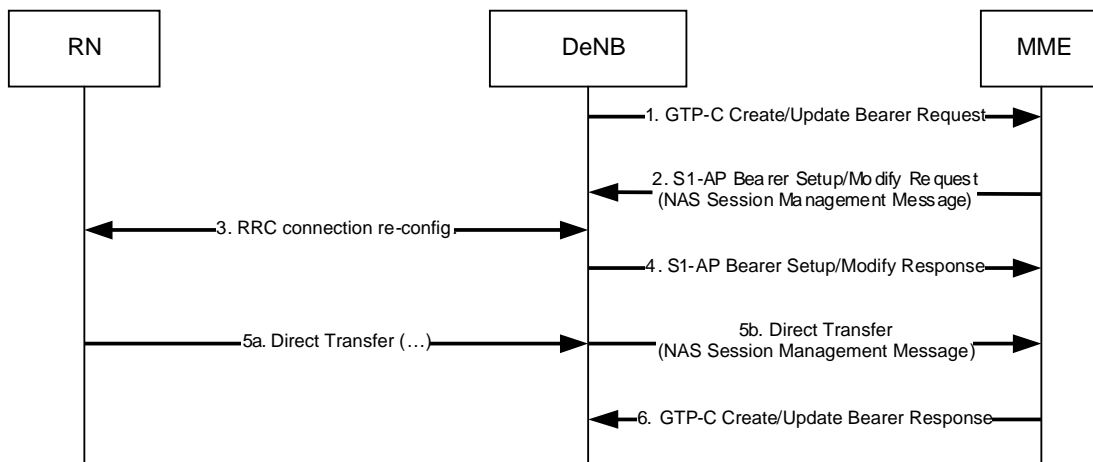 RN
DeNB
MME
1. GTP-C Create/Update Bearer Request
2. S1-AP Bearer Setup/Modify Request
(NAS Session Management Message)
3. RRC connection re-config.
4. S1-AP Bearer Setup/Modify Response
5a. Direct Transfer (…)
5b. Direct Transfer
(NAS Session Management Message)
6. GTP-C Create/Update Bearer Response